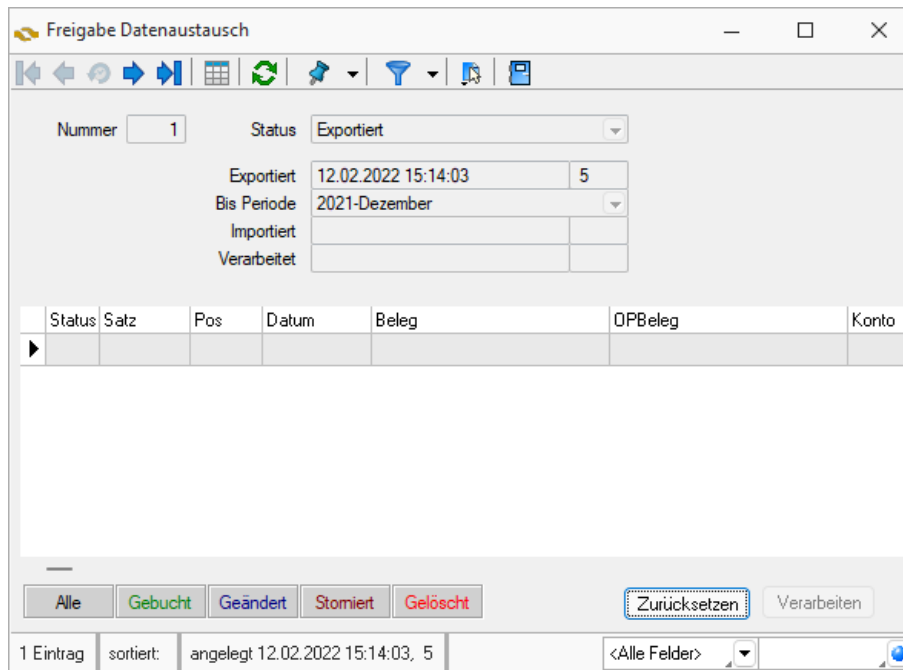 Freigabe Datenaustausch
Nummer 1 Status Exportiert
Exportiert 12.02.2022 15:14:03 5
Bis Periode 2021-Dezember
Importiert
Verarbeitet
Status Satz Pos Datum Beleg OPBeleg Konto
Alle Gebucht Geändert Storniert Gelöscht Zurücksetzen Verarbeiten
1 Eintrag sortiert: angelegt 12.02.2022 15:14:03, 5 <Alle Felder>